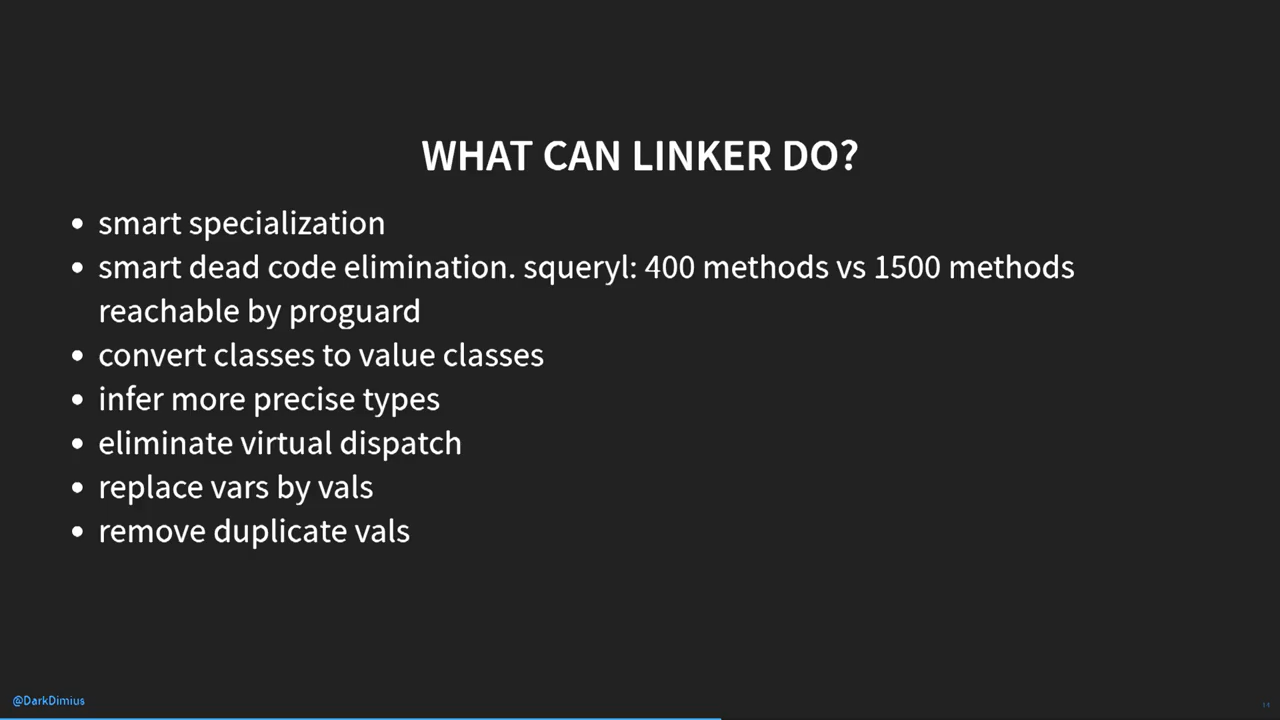 WHAT CAN LINKER DO?
• smart specialization
• smart dead code elimination. squeryl: 400 methods vs 1500 methods
reachable by proguard
• convert classes to value classes
• infer more precise types
• eliminate virtual dispatch
• replace vars by vals
• remove duplicate vals
@DarkDimius